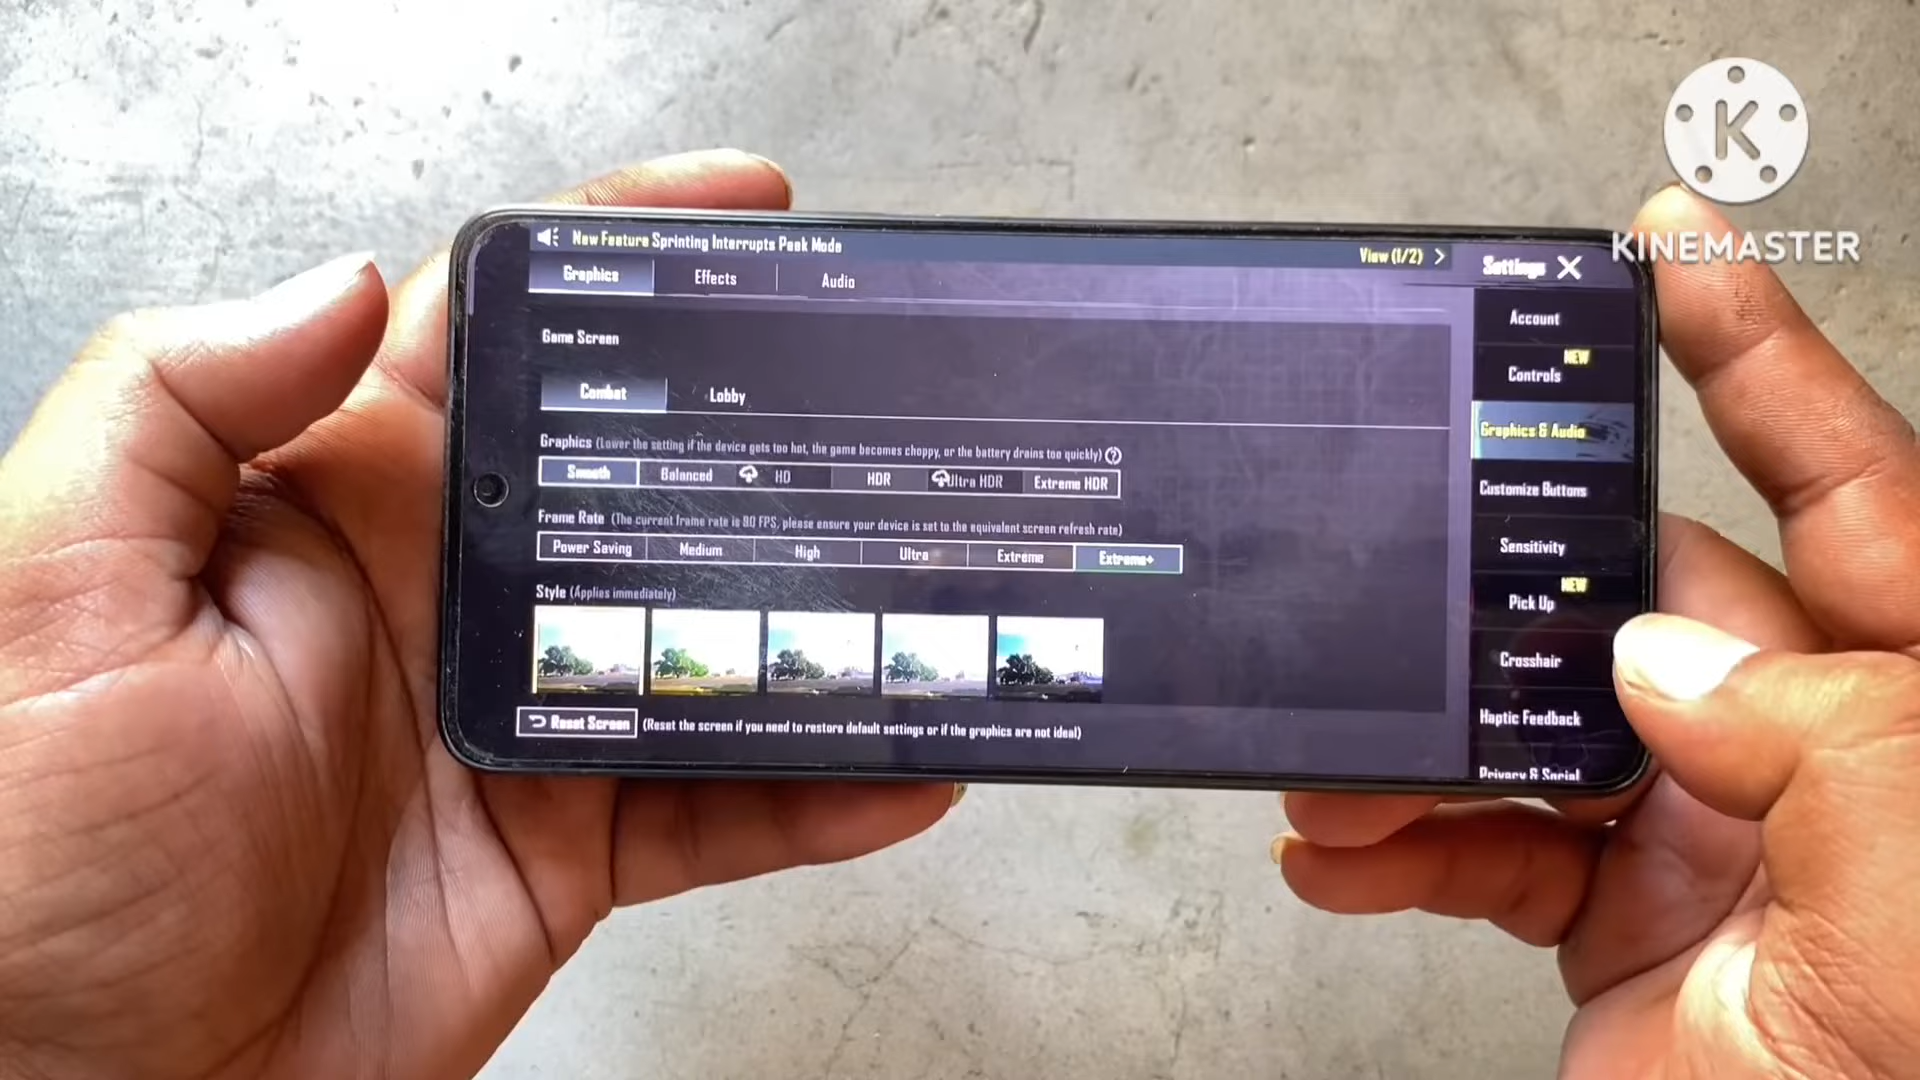 K
KINEMASTER
New Feature Sprinting Interrupts Peek Mode
View (1/2)
Settings
Graphics
Effects
Audio
Game Screen
Combat
Lobby
Graphics (Lower the setting if the device gets too hot, the game becomes choppy, or the battery drains too quickly)
Smooth
Balanced
HD
HDR
Ultra HDR
Extreme HDR
Frame Rate (The current frame rate is 90 FPS, please ensure your device is set to the equivalent screen refresh rate)
Power Saving
Medium
High
Ultra
Extreme
Extreme+
Style (Applies immediately)
Reset Screen (Reset the screen if you need to restore default settings or if the graphics are not ideal)
Account
NEW
Controls
Graphics & Audio
Customize Buttons
Sensitivity
NEW
Pick Up
Crosshair
Haptic Feedback
Privacy & Social